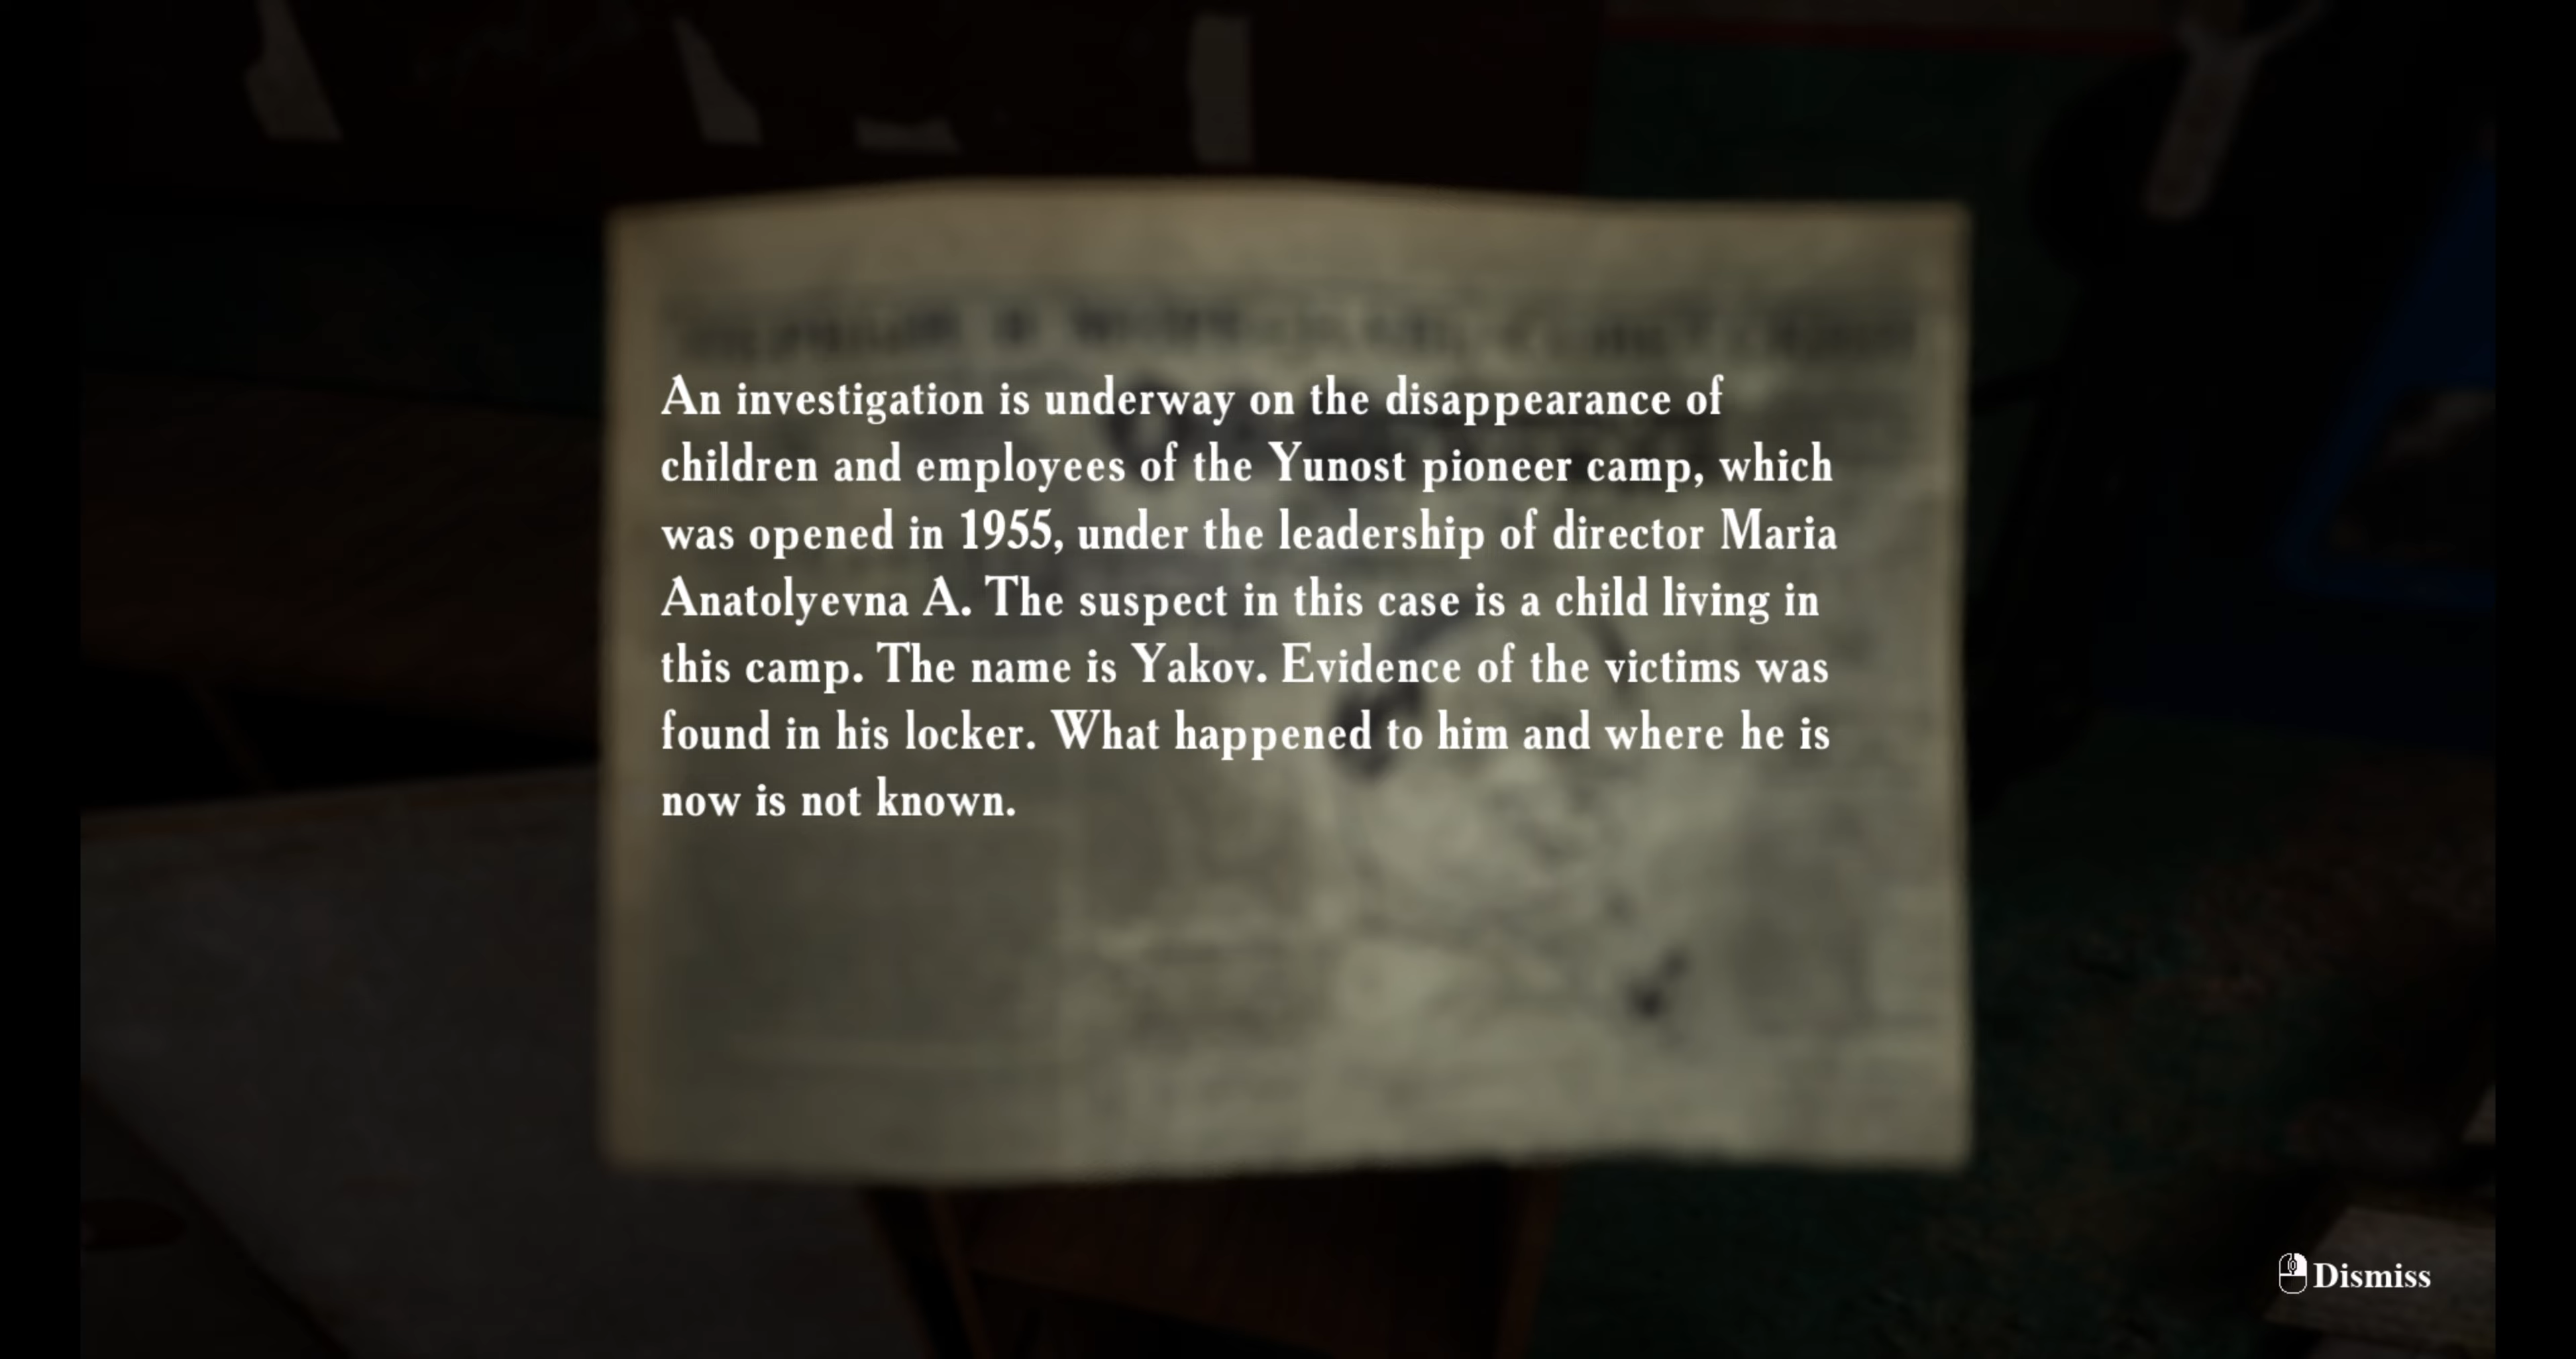 An investigation is underway on the disappearance of
children and employees of the Yunost pioneer camp, which
was opened in 1955, under the leadership of director Maria
Anatolyevna A. The suspect in this case is a child living in
this camp. The name is Yakov. Evidence of the victims was
found in his locker. What happened to him and where he is
now is not known.
Dismiss